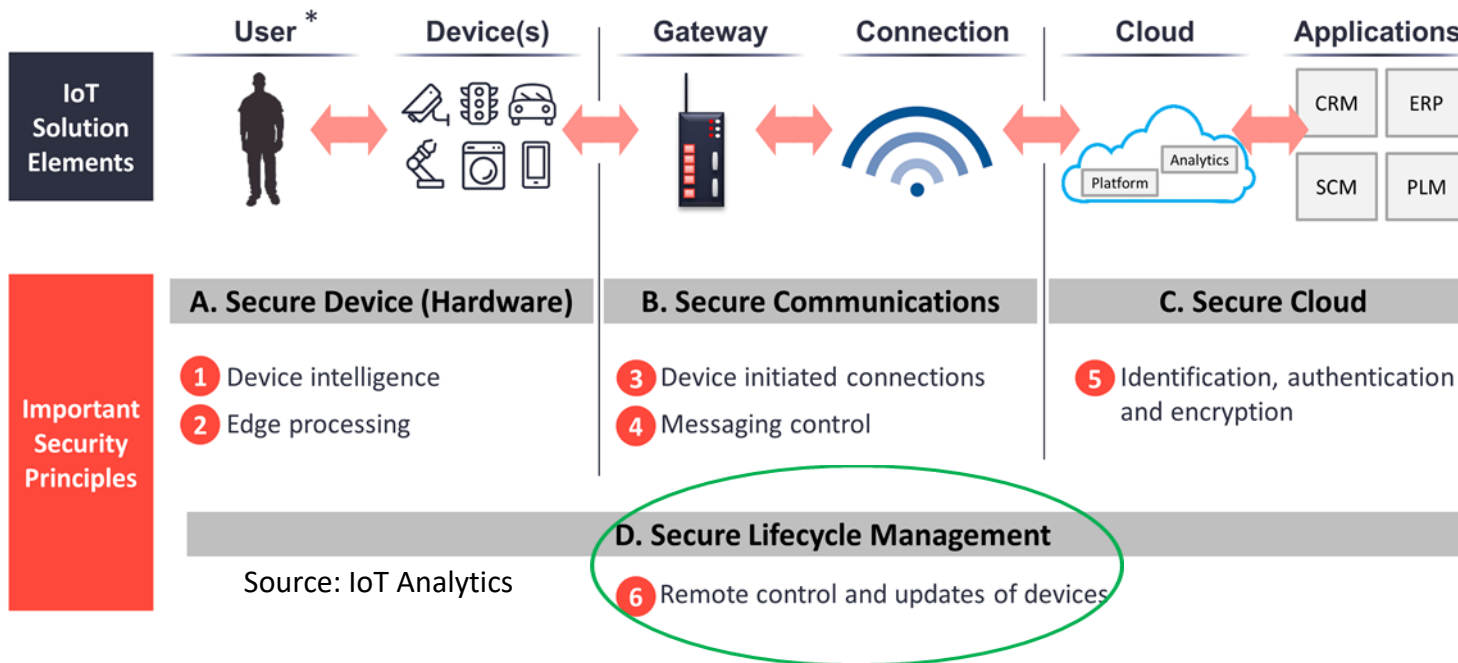 User *
Device(s)
Gateway
Connection
Cloud
Applications
IoT
Solution
Elements
CRM
ERP
Analytics
Platform
SCM
PLM
A. Secure Device (Hardware)
B. Secure Communications
C. Secure Cloud
Important
Security
Principles
1 Device intelligence
2 Edge processing
3 Device initiated connections
4 Messaging control
5 Identification, authentication
and encryption
D. Secure Lifecycle Management
Source: IoT Analytics
6 Remote control and updates of devices